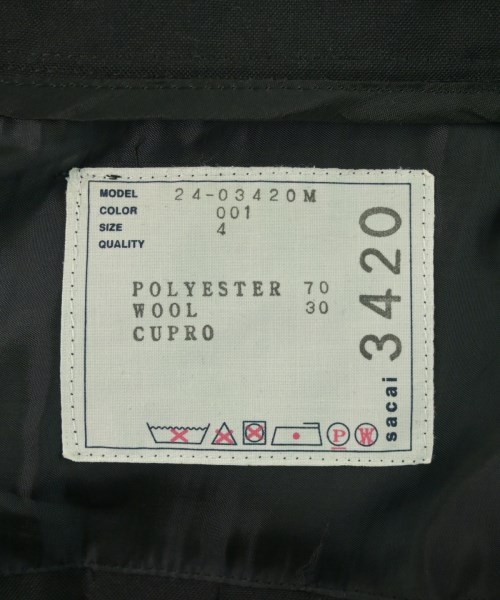 MODEL 24-03420M
COLOR 001
SIZE 4
QUALITY
POLYESTER 70
WOOL 30
CUPRO
P W
sacai 3420